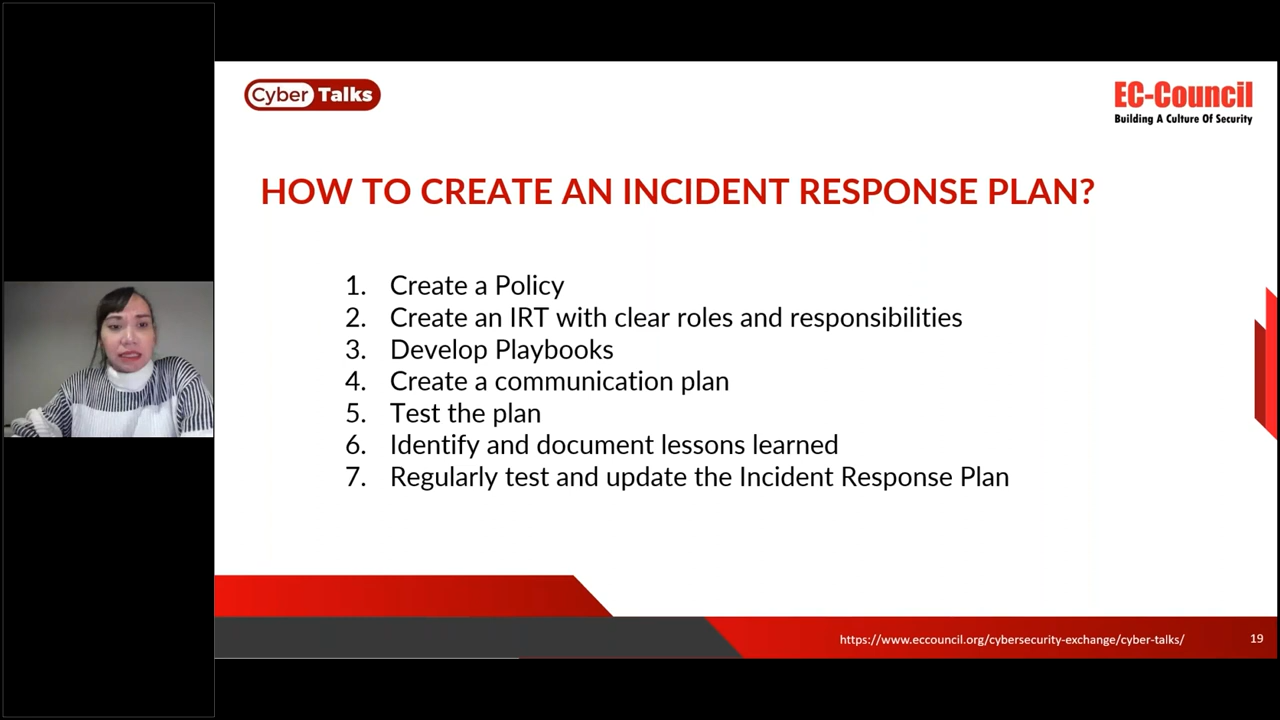 Cyber Talks
EC-Council
Building A Culture Of Security
HOW TO CREATE AN INCIDENT RESPONSE PLAN?
1. Create a Policy
2. Create an IRT with clear roles and responsibilities
3. Develop Playbooks
4. Create a communication plan
5. Test the plan
6. Identify and document lessons learned
7. Regularly test and update the Incident Response Plan
https://www.eccouncil.org/cybersecurity-exchange/cyber-talks/
19